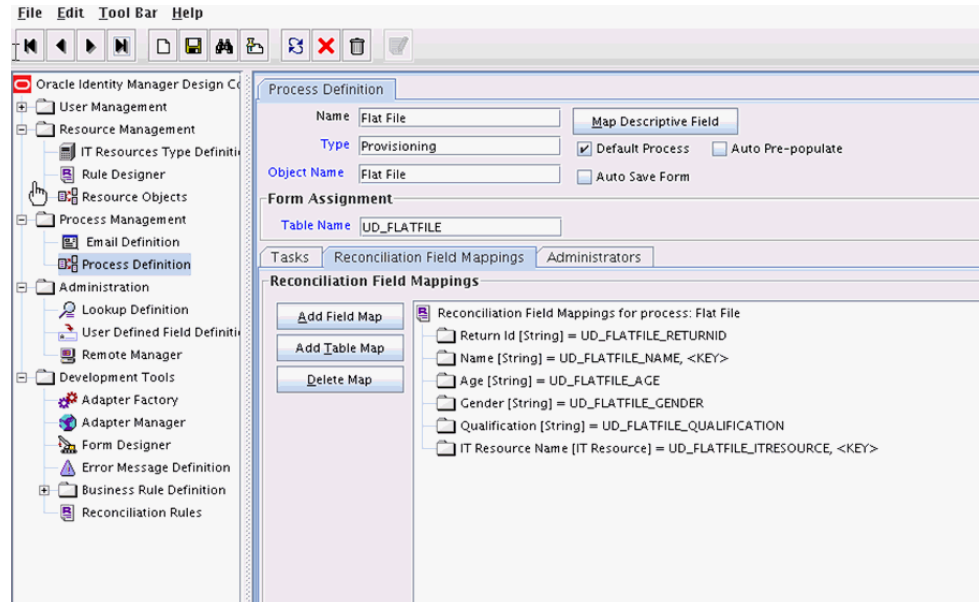 File Edit Tool Bar Help
Oracle Identity Manager Design Co
User Management
Resource Management
IT Resources Type Definiti
Rule Designer
Resource Objects
Process Management
Email Definition
Process Definition
Administration
Lookup Definition
User Defined Field Definiti
Remote Manager
Development Tools
Adapter Factory
Adapter Manager
Form Designer
Error Message Definition
Business Rule Definition
Reconciliation Rules
Process Definition
Name Flat File Map Descriptive Field
Type Provisioning Default Process Auto Pre-populate
Object Name Flat File Auto Save Form
Form Assignment
Table Name UD_FLATFILE
Tasks Reconciliation Field Mappings Administrators
Reconciliation Field Mappings
Add Field Map
Add Table Map
Delete Map
Reconciliation Field Mappings for process: Flat File
Return Id [String] = UD_FLATFILE_RETURNID
Name [String] = UD_FLATFILE_NAME, <KEY>
Age [String] = UD_FLATFILE_AGE
Gender [String] = UD_FLATFILE_GENDER
Qualification [String] = UD_FLATFILE_QUALIFICATION
IT Resource Name [IT Resource] = UD_FLATFILE_ITRESOURCE, <KEY>